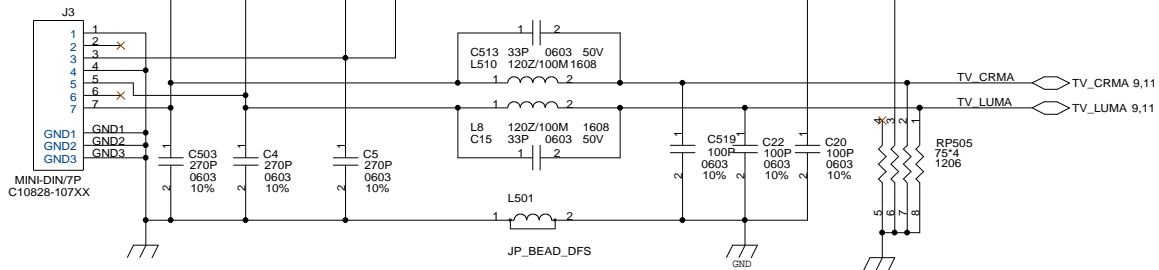 J3
1
2
3
4
5
6
7
GND1
GND2
GND3
1
2
3
4
5
6
7
GND1
GND2
GND3
MINI-DIN/7P
C10828-107XX
1
2
C503
270P
0603
10%
1
2
C4
270P
0603
10%
1
2
C5
270P
0603
10%
1
2
C513 33P 0603 50V
L510 120Z/100M 1608
1
2
1
2
L8 120Z/100M 1608
C15 33P 0603 50V
1
2
L501
1
2
JP_BEAD_DFS
1
2
C519
100P
0603
10%
1
2
C22
100P
0603
10%
1
2
C20
100P
0603
10%
GND
TV_CRMA
TV_CRMA 9,11
TV_LUMA
TV_LUMA 9,11
4
3
2
1
RP505
75*4
1206
5
6
7
8